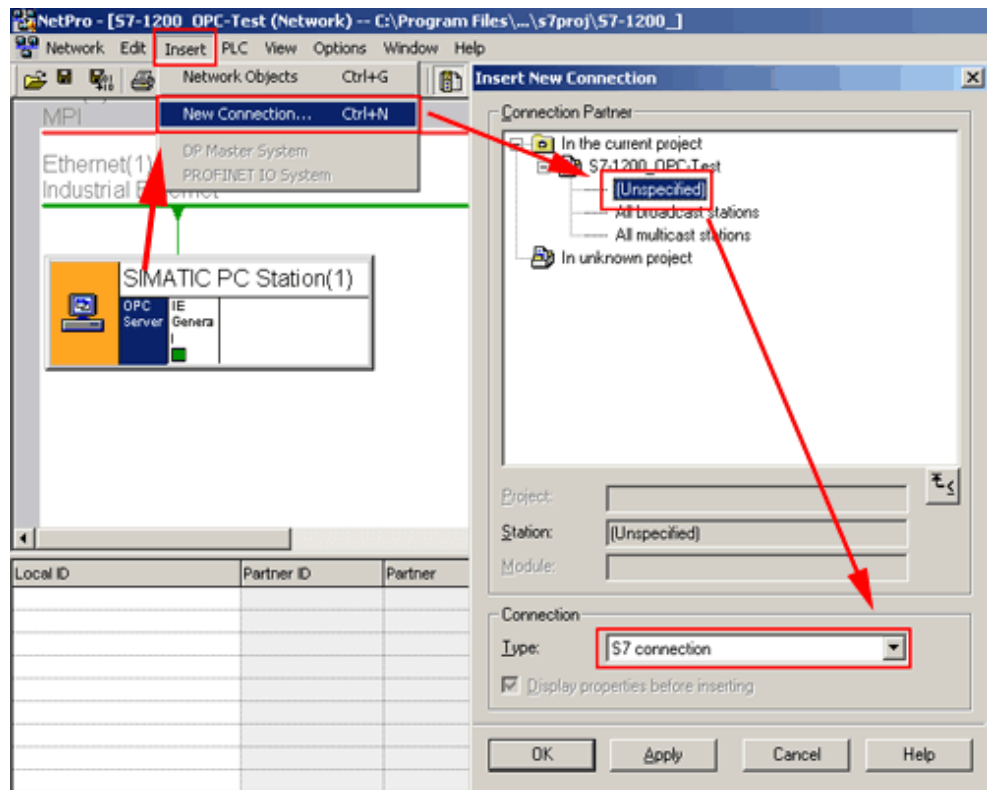 NetPro - [S7-1200_OPC-Test (Network) -- C:\Program Files\...\s7proj\S7-1200_]
Network Edit Insert PLC View Options Window Help
Network Objects Ctrl+G
New Connection... Ctrl+N
DP Master System
PROFINET IO System
MPI
Ethernet(1)
Industrial Ethernet
SIMATIC PC Station(1)
OPC Server
IE Genera
l
Local ID Partner ID Partner
Insert New Connection
Connection Partner
In the current project
S7-1200_OPC-Test
(Unspecified)
All broadcast stations
All multicast stations
In unknown project
Project:
Station: (Unspecified)
Module:
Connection
Type: S7 connection
Display properties before inserting
OK Apply Cancel Help